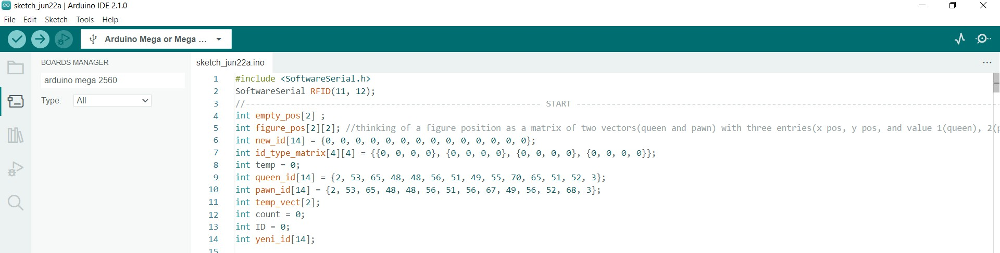 sketch_jun22a | Arduino IDE 2.1.0
File Edit Sketch Tools Help
Arduino Mega or Mega ...
BOARDS MANAGER
arduino mega 2560
Type: All
sketch_jun22a.ino
1 #include <SoftwareSerial.h>
2 SoftwareSerial RFID(11, 12);
3 //----------------------------------------------------------- START -----------------------------------------------------------------------------------
4 int empty_pos[2] ;
5 int figure_pos[2][2]; //thinking of a figure position as a matrix of two vectors(queen and pawn) with three entries(x pos, y pos, and value 1(queen), 2(
6 int new_id[14] = {0, 0, 0, 0, 0, 0, 0, 0, 0, 0, 0, 0, 0, 0};
7 int id_type_matrix[4][4] = {{0, 0, 0, 0}, {0, 0, 0, 0}, {0, 0, 0, 0}, {0, 0, 0, 0}};
8 int temp = 0;
9 int queen_id[14] = {2, 53, 65, 48, 48, 56, 51, 49, 55, 70, 65, 51, 52, 3};
10 int pawn_id[14] = {2, 53, 65, 48, 48, 56, 51, 56, 67, 49, 56, 52, 68, 3};
11 int temp_vect[2];
12 int count = 0;
13 int ID = 0;
14 int yeni_id[14];
15